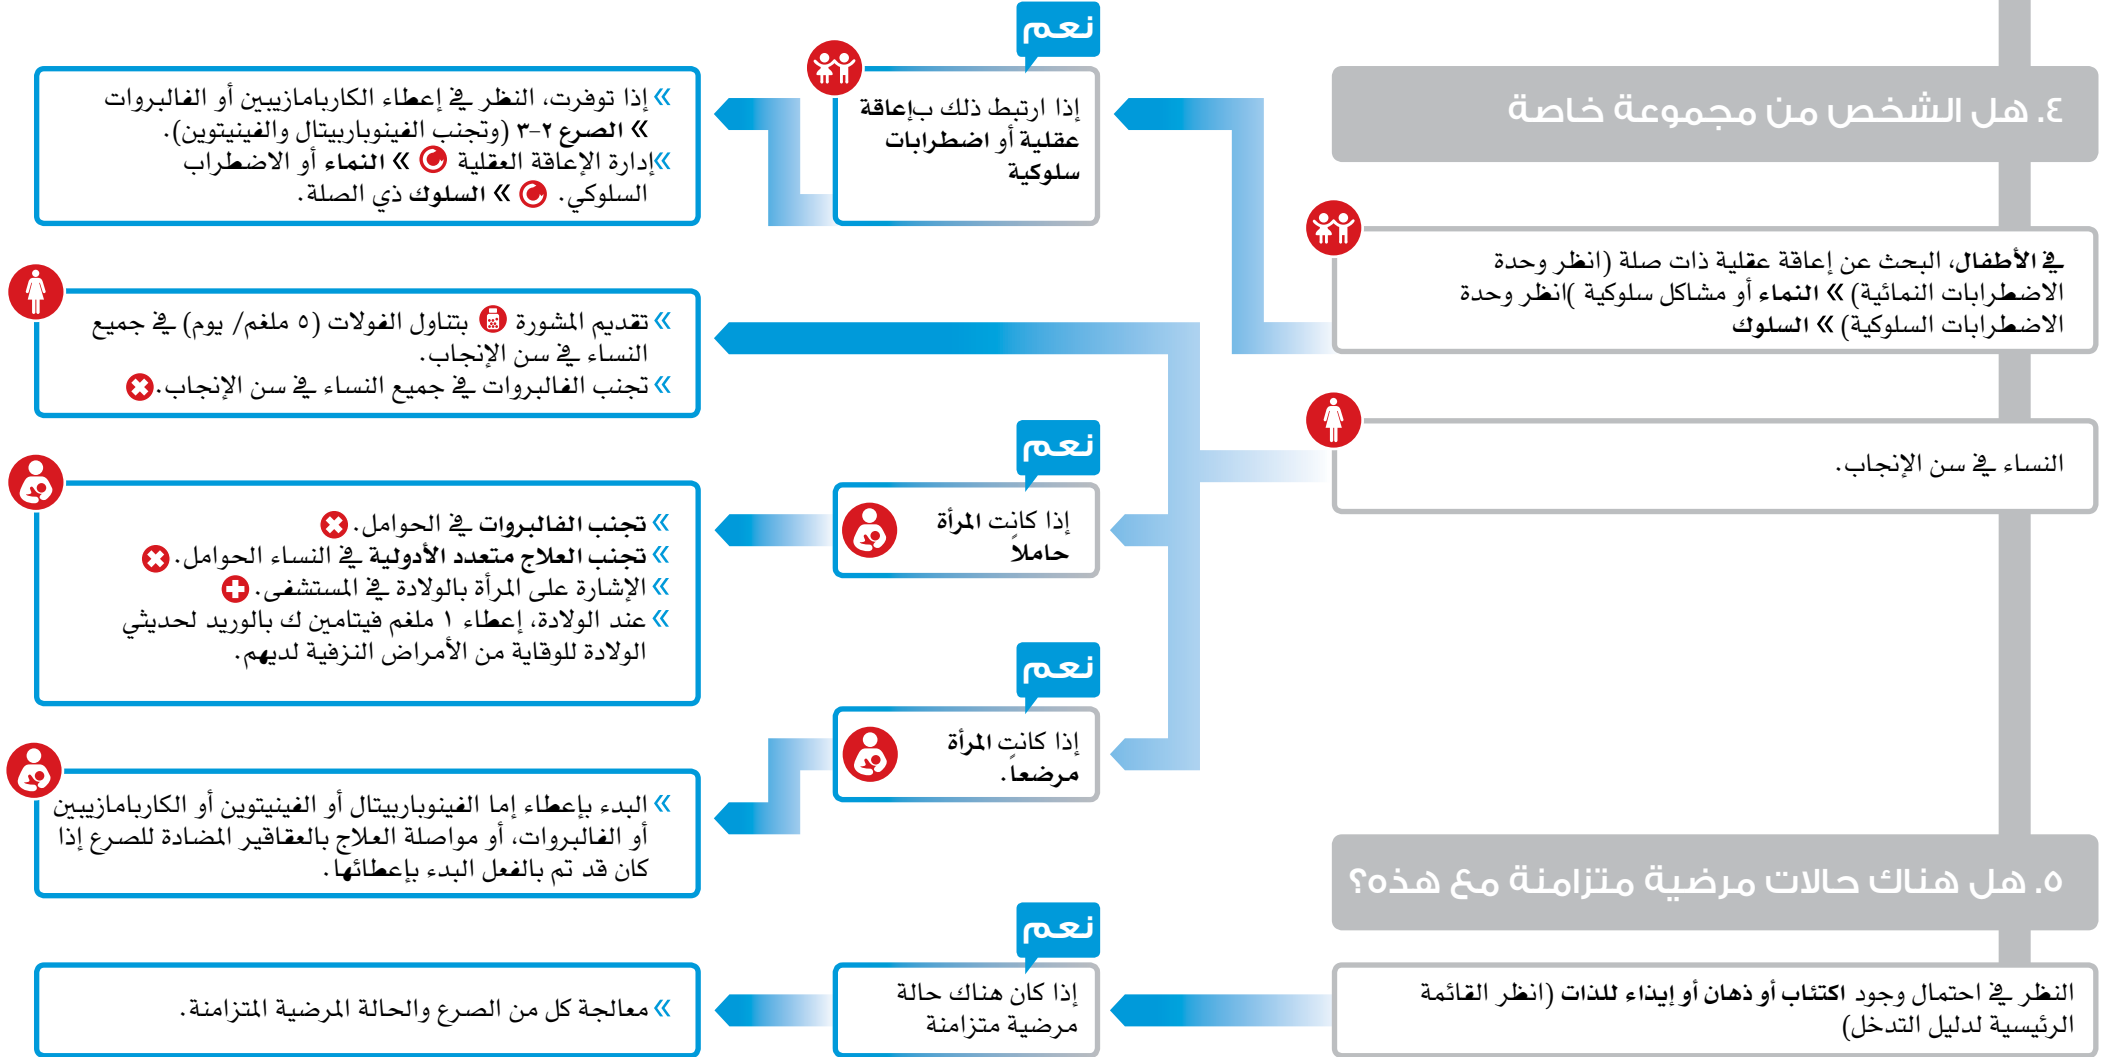 ٤. هل الشخص من مجموعة خاصة
في الأطفال، البحث عن إعاقة عقلية ذات صلة (انظر وحدة
الاضطرابات النمائية) » النماء أو مشاكل سلوكية )انظر وحدة
الاضطرابات السلوكية) » السلوك
نعم
إذا ارتبط ذلك بإعاقة
عقلية أو اضطرابات
سلوكية
» إذا توفرت، النظر في إعطاء الكاربامازيبين أو الفالبروات
» الصرع ٢-٣ (وتجنب الفينوباربيتال والفينيتوين).
»إدارة الإعاقة العقلية » النماء أو الاضطراب
السلوكي. » السلوك ذي الصلة.
النساء في سن الإنجاب.
» تقديم المشورة بتناول الفولات (٥ ملغم/ يوم) في جميع
النساء في سن الإنجاب.
» تجنب الفالبروات في جميع النساء في سن الإنجاب.
نعم
إذا كانت المرأة
حاملاً
» تجنب الفالبروات في الحوامل.
» تجنب العلاج متعدد الأدولية في النساء الحوامل.
» الإشارة على المرأة بالولادة في المستشفى.
» عند الولادة، إعطاء ١ ملغم فيتامين ك بالوريد لحديثي
الولادة للوقاية من الأمراض النزفية لديهم.
نعم
إذا كانت المرأة
مرضعاً.
» البدء بإعطاء إما الفينوباربيتال أو الفينيتوين أو الكاربامازيبين
أو الفالبروات، أو مواصلة العلاج بالعقاقير المضادة للصرع إذا
كان قد تم بالفعل البدء بإعطائها.
٥. هل هناك حالات مرضية متزامنة مع هذه؟
النظر في احتمال وجود اكتئاب أو ذهان أو إيذاء للذات (انظر القائمة
الرئيسية لدليل التدخل)
نعم
إذا كان هناك حالة
مرضية متزامنة
» معالجة كل من الصرع والحالة المرضية المتزامنة.